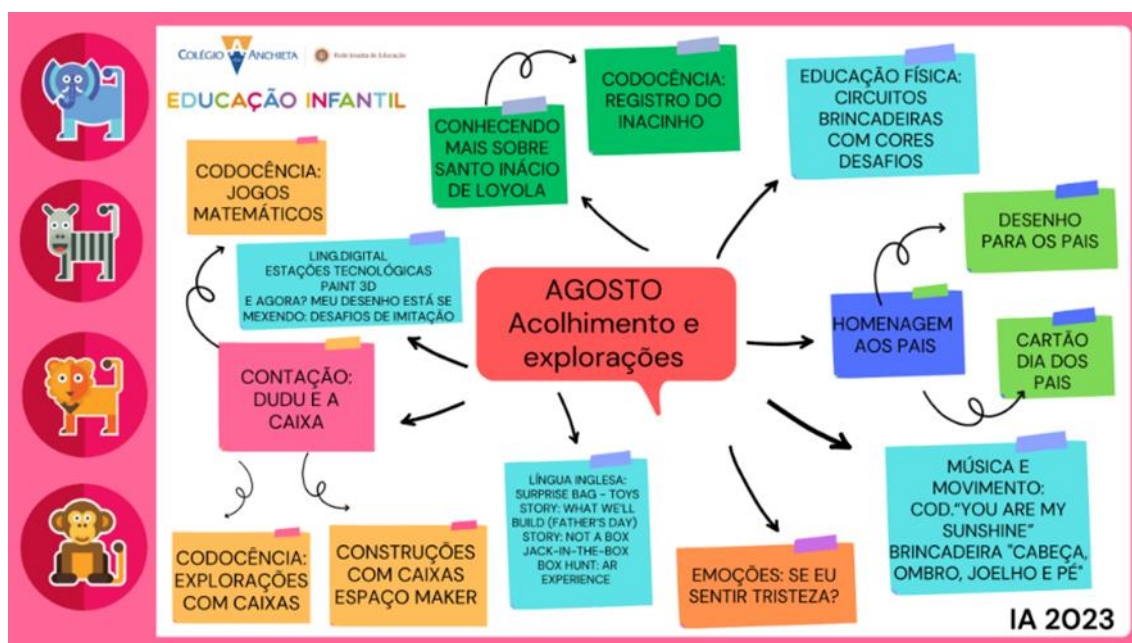 COLÉGIO ANCHIETA
Rede Jesuíta de Educação
EDUCAÇÃO INFANTIL
CODOCÊNCIA:
JOGOS
MATEMÁTICOS
CONHECENDO
MAIS SOBRE
SANTO INÁCIO
DE LOYOLA
CODOCÊNCIA:
REGISTRO DO
INACINHO
EDUCAÇÃO FÍSICA:
CIRCUITOS
BRINCADEIRAS
COM CORES
DESAFIOS
LING.DIGITAL
ESTAÇÕES TECNOLÓGICAS
PAINT 3D
E AGORA? MEU DESENHO ESTÁ SE
MEXENDO: DESAFIOS DE IMITAÇÃO
AGOSTO
Acolhimento e
explorações
DESENHO
PARA OS PAIS
HOMENAGEM
AOS PAIS
CARTÃO
DIA DOS
PAIS
CONTAÇÃO:
DUDU E A
CAIXA
CODOCÊNCIA:
EXPLORAÇÕES
COM CAIXAS
CONSTRUÇÕES
COM CAIXAS
ESPAÇO MAKER
LÍNGUA INGLESA:
SURPRISE BAG - TOYS
STORY: WHAT WE'LL
BUILD (FATHER'S DAY)
STORY: NOT A BOX
JACK-IN-THE-BOX
BOX HUNT: AR
EXPERIENCE
EMOÇÕES: SE EU
SENTIR TRISTEZA?
MÚSICA E
MOVIMENTO:
COD."YOU ARE MY
SUNSHINE"
BRINCADEIRA "CABEÇA,
OMBRO, JOELHO E PÉ"
IA 2023